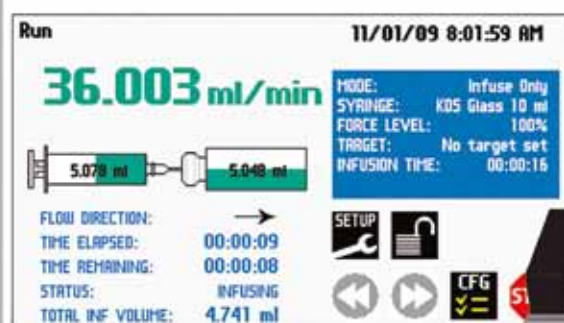 Run
11/01/09 8:01:59 AM
36.003 ml/min
MODE: Infuse Only
SYRINGE: KDS Glass 10 ml
FORCE LEVEL: 100%
TARGET: No target set
INFUSION TIME: 00:00:16
5.078 ml
5.048 ml
FLOW DIRECTION:
TIME ELAPSED: 00:00:09
TIME REMAINING: 00:00:08
STATUS: INFUSING
TOTAL INF VOLUME: 4.741 ml
SETUP
CFG